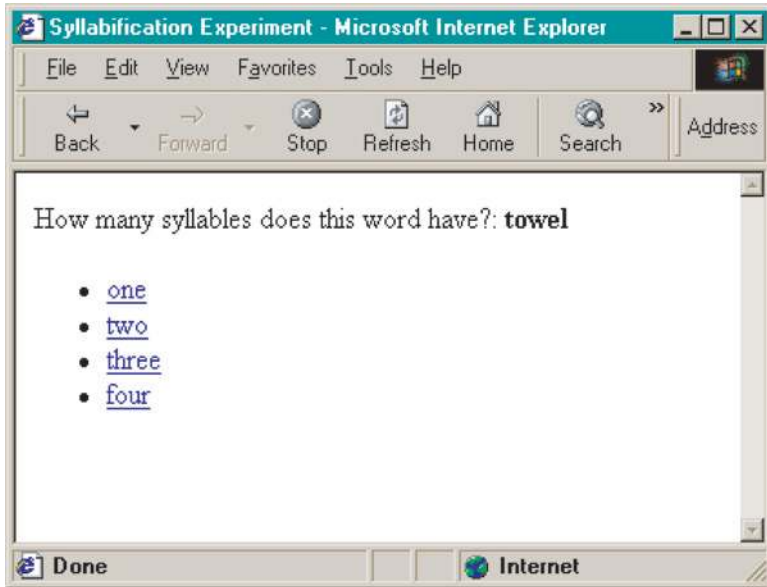 Syllabification Experiment - Microsoft Internet Explorer
File Edit View Favorites Tools Help
Back Forward Stop Refresh Home Search » Address
How many syllables does this word have?: towel
• one
• two
• three
• four
Done Internet